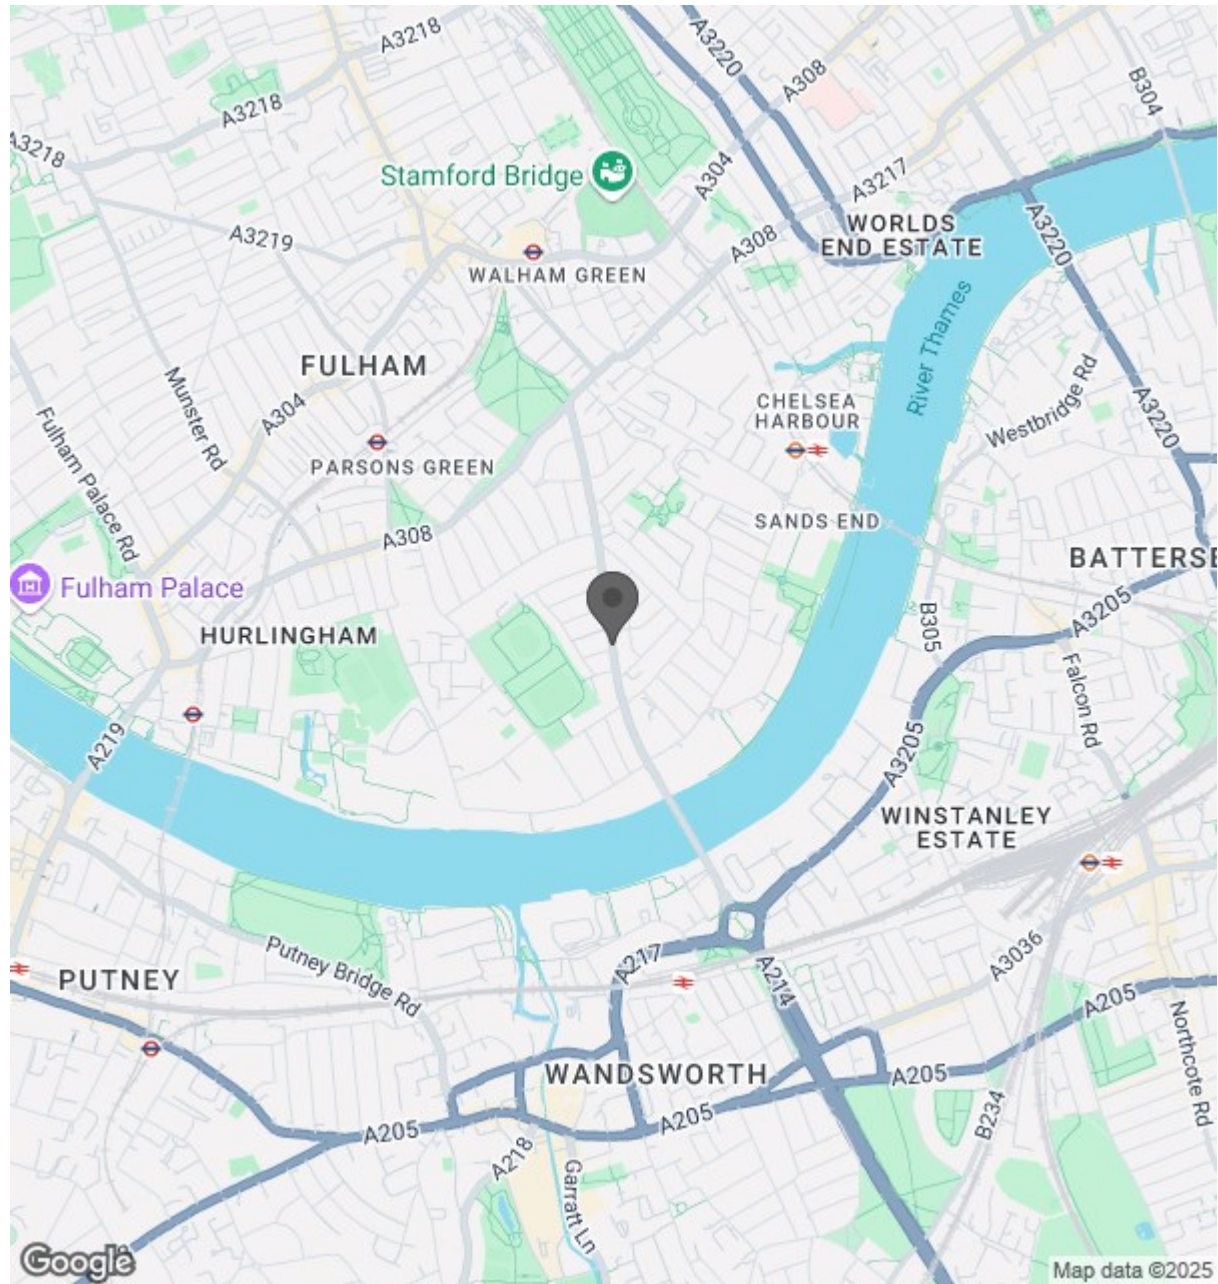 A3218
A3220
A308
B304
A3218
A3218
Stamford Bridge
A304
A3217
A3219
A308
WORLDS
END ESTATE
A3220
WALHAM GREEN
River Thames
FULHAM
Munster Rd
A304
CHELSEA
HARBOUR
Westbridge Rd
A3220
Fulham Palace Rd
PARSONS GREEN
A308
SANDS END
BATTERSE
Fulham Palace
A3205
HURLINGHAM
B305
Falcon Rd
A219
A3205
WINSTANLEY
ESTATE
Putney Bridge Rd
A217
A3036
PUTNEY
A214
A205
Northcote Rd
WANDSWORTH
A205
A205
A205
B234
A218
Garratt Ln
Google
Map data ©2025